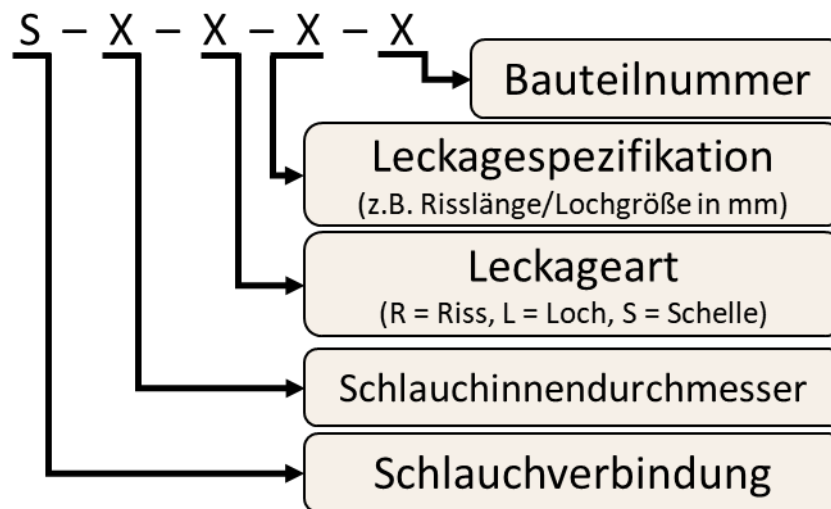 S – X – X – X – X
Bauteilnummer
Leckagespezifikation
(z.B. Risslänge/Lochgröße in mm)
Leckageart
(R = Riss, L = Loch, S = Schelle)
Schlauchinnendurchmesser
Schlauchverbindung